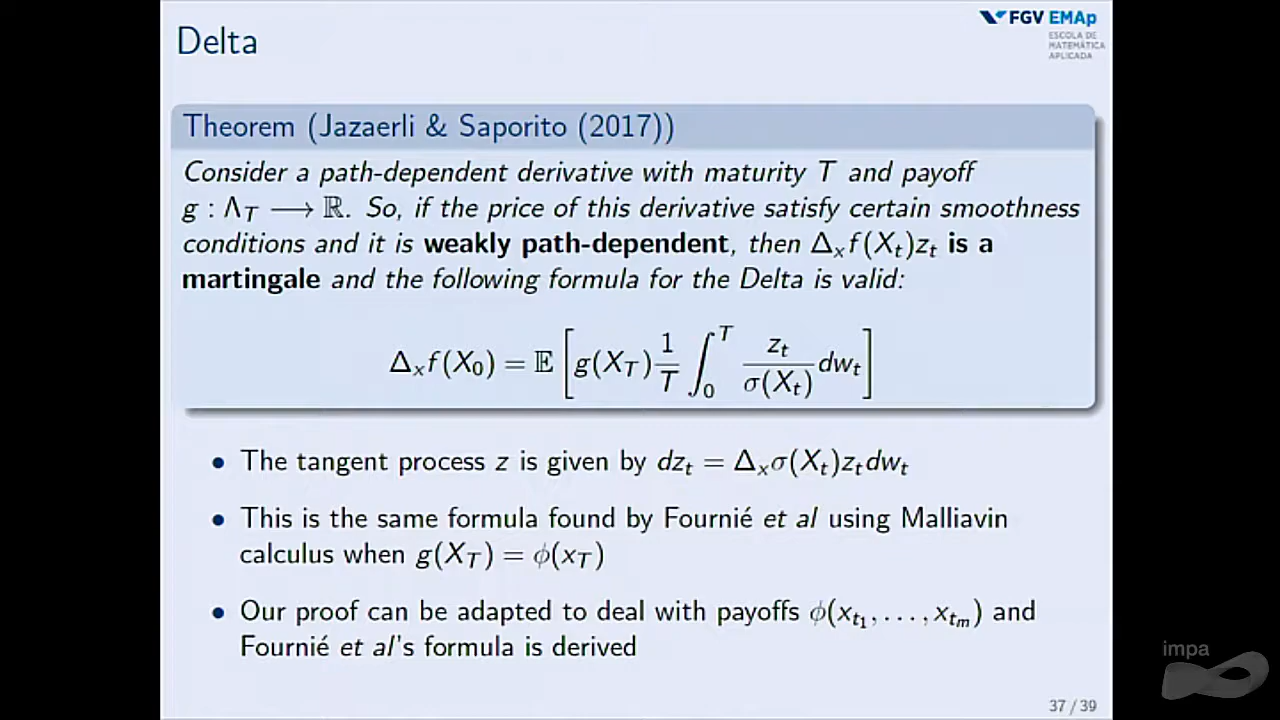 Delta
FGV EMAp
ESCOLA DE
MATEMÁTICA
APLICADA
Theorem (Jazaerli & Saporito (2017))
Consider a path-dependent derivative with maturity T and payoff
g : Λ_T ⟶ ℝ. So, if the price of this derivative satisfy certain smoothness
conditions and it is weakly path-dependent, then Δ_x f(X_t)z_t is a
martingale and the following formula for the Delta is valid:
Δ_x f(X_0) = 𝔼 [ g(X_T) \frac{1}{T} ∫_0^T \frac{z_t}{σ(X_t)} dw_t ]
• The tangent process z is given by dz_t = Δ_x σ(X_t)z_t dw_t
• This is the same formula found by Fournié et al using Malliavin
calculus when g(X_T) = ϕ(x_T)
• Our proof can be adapted to deal with payoffs ϕ(x_{t_1}, . . . , x_{t_m}) and
Fournié et al's formula is derived
impa
37 / 39